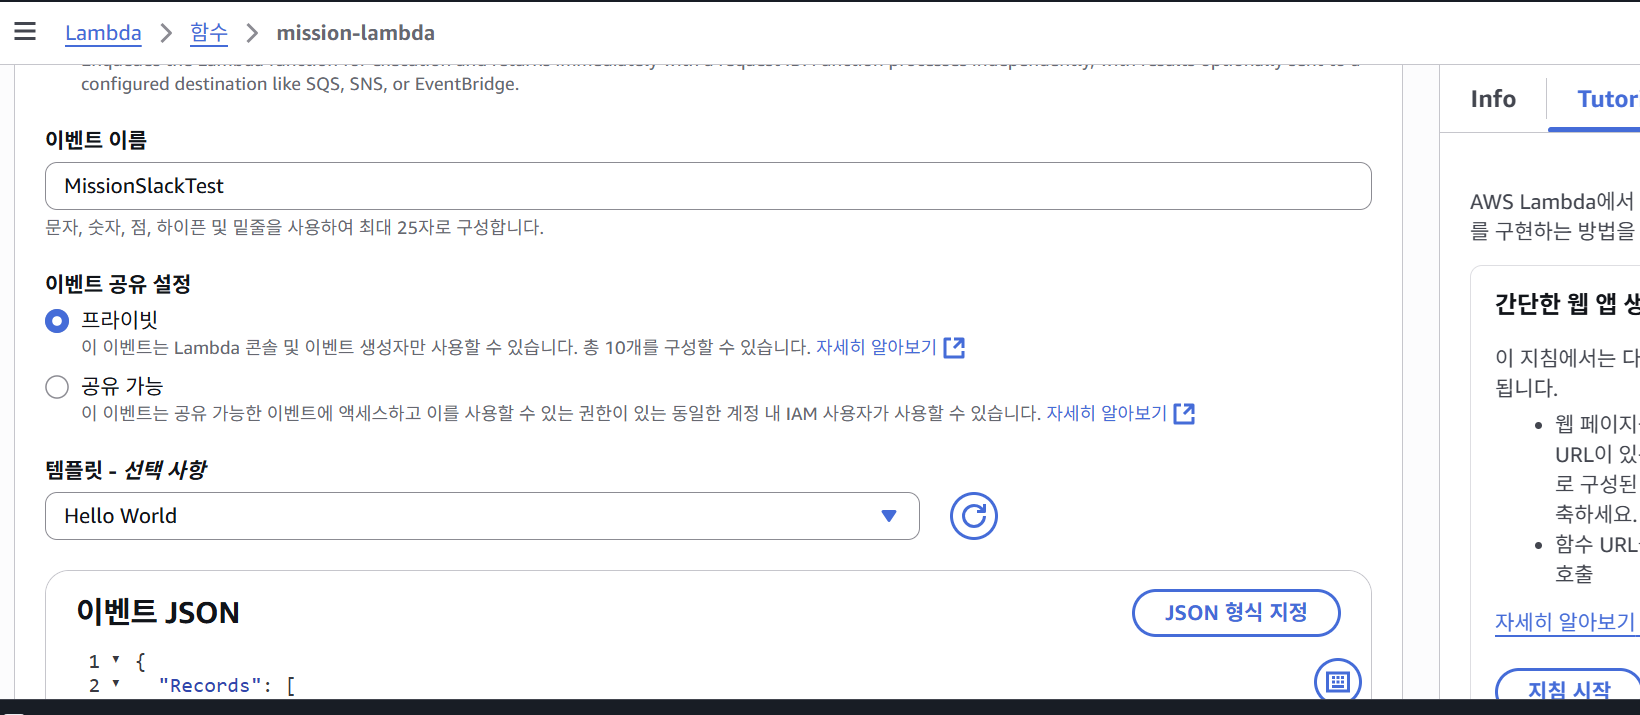 Lambda > 함수 > mission-lambda
configured destination like SQS, SNS, or EventBridge.
이벤트 이름
MissionSlackTest
문자, 숫자, 점, 하이픈 및 밑줄을 사용하여 최대 25자로 구성합니다.
이벤트 공유 설정
프라이빗
이 이벤트는 Lambda 콘솔 및 이벤트 생성자만 사용할 수 있습니다. 총 10개를 구성할 수 있습니다. 자세히 알아보기
공유 가능
이 이벤트는 공유 가능한 이벤트에 액세스하고 이를 사용할 수 있는 권한이 있는 동일한 계정 내 IAM 사용자가 사용할 수 있습니다. 자세히 알아보기
템플릿 - 선택 사항
Hello World
이벤트 JSON
JSON 형식 지정
1 {
2 "Records": [
Info
Tutor
AWS Lambda에서
를 구현하는 방법을
간단한 웹 앱
이 지침에서는 다
됩니다.
• 웹 페이지
URL이 있
로 구성된
축하세요.
• 함수 URL
호출
자세히 알아보기
지침 시작